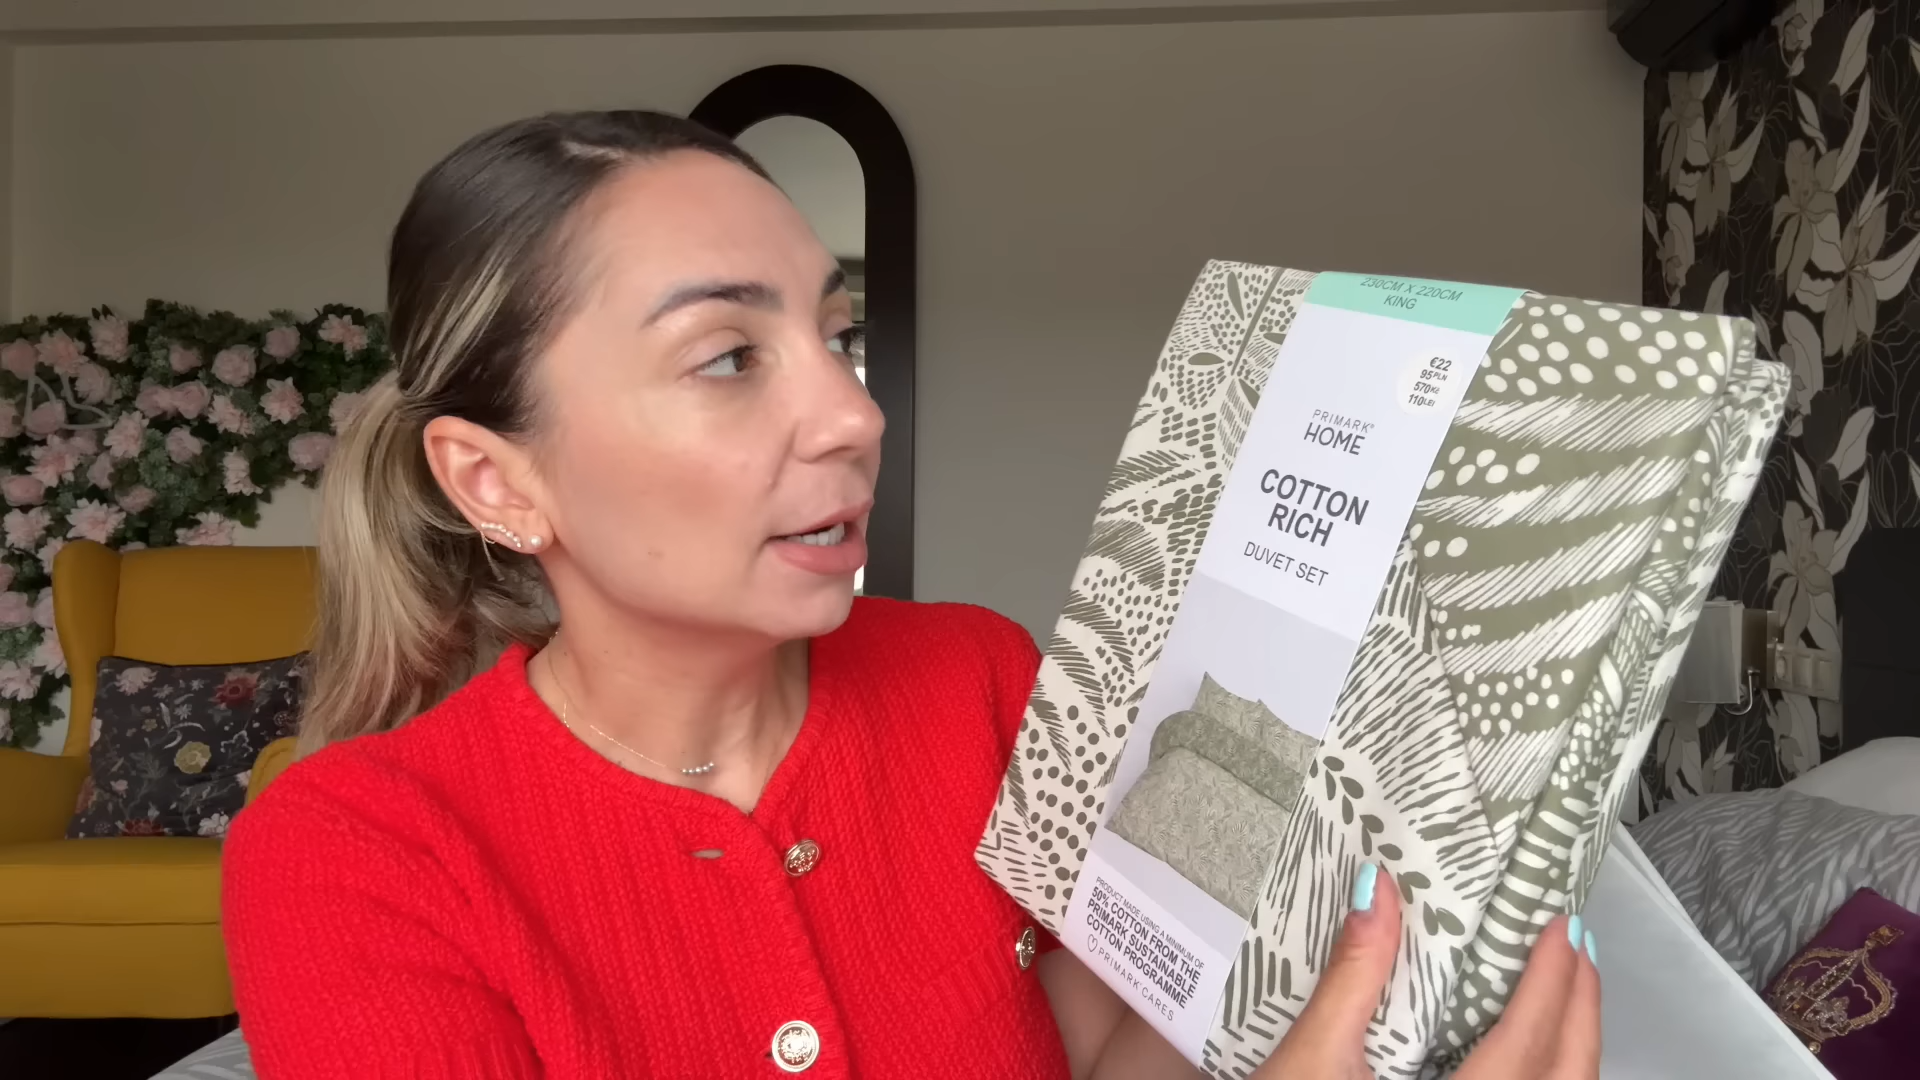 230CM X 220CM
KING
€22
95PLN
570Kč
110LEI
PRIMARK®
HOME
COTTON
RICH
DUVET SET
PRODUCT MADE USING A MINIMUM OF
50% COTTON FROM THE
PRIMARK SUSTAINABLE
COTTON PROGRAMME
PRIMARK CARES